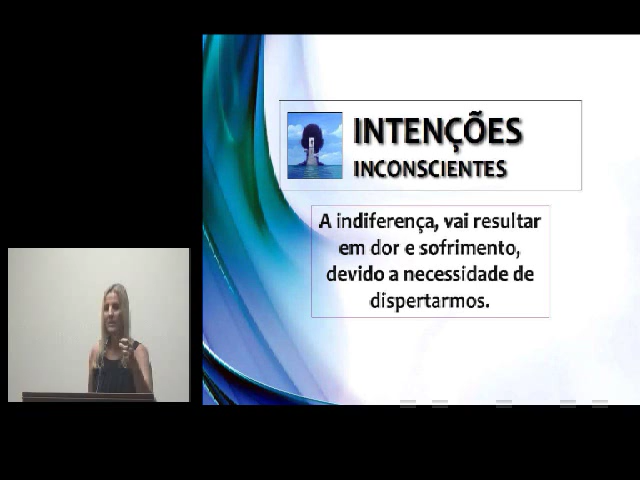 INTENÇÕES
INCONSCIENTES
A indiferença, vai resultar
em dor e sofrimento,
devido a necessidade de
dispertarmos.